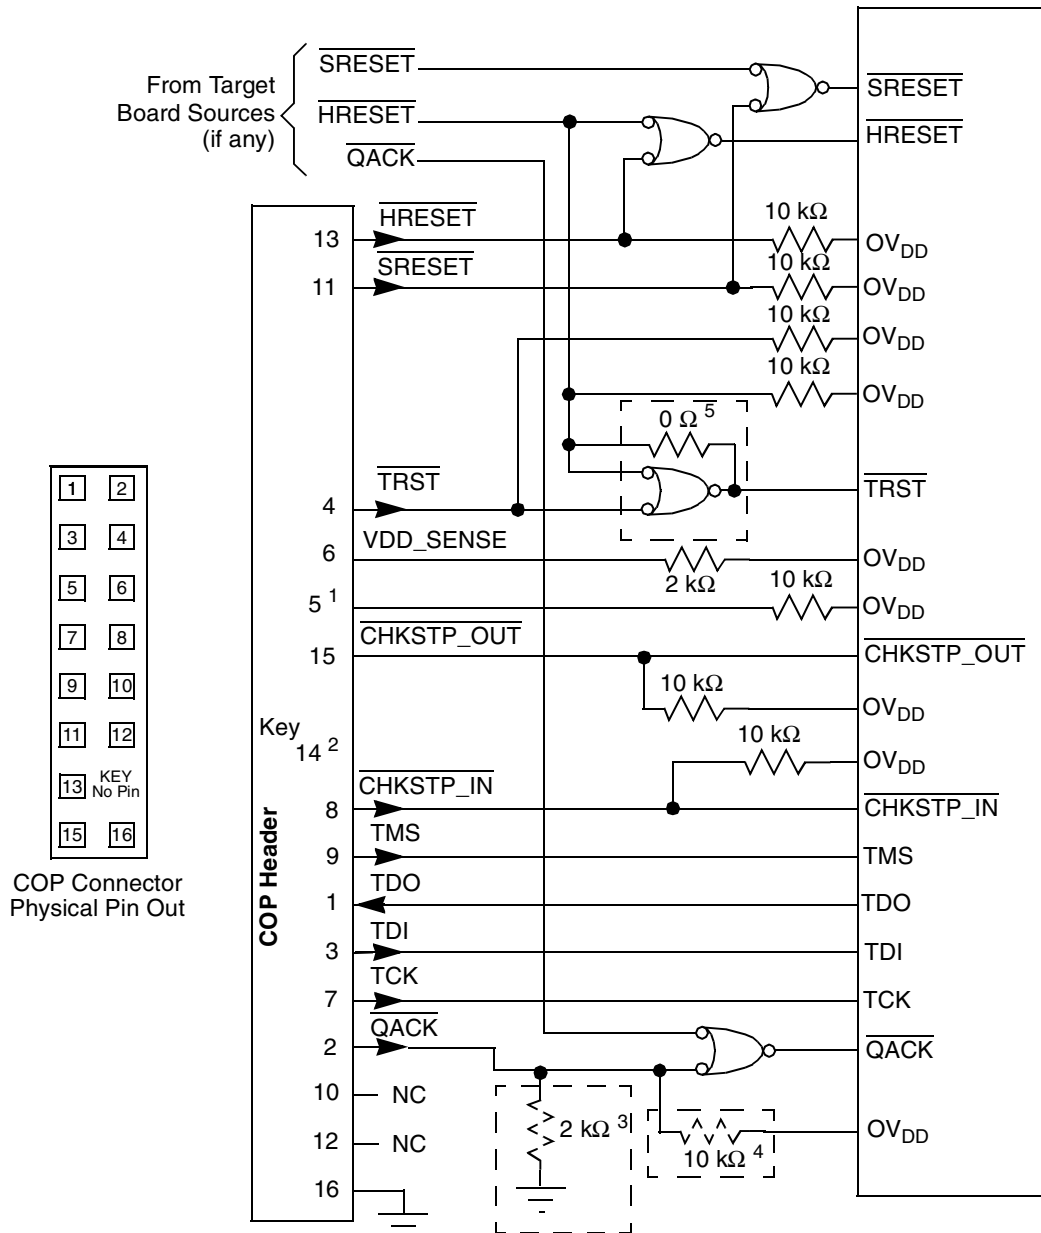 From Target
Board Sources
(if any)
SRESET
HRESET
QACK
SRESET
HRESET
13 HRESET 10 kΩ OVDD
11 SRESET 10 kΩ OVDD
10 kΩ OVDD
10 kΩ OVDD
0 Ω 5
4 TRST TRST
6 VDD_SENSE 2 kΩ OVDD
5 1 10 kΩ OVDD
15 CHKSTP_OUT CHKSTP_OUT
10 kΩ OVDD
Key
14 2
10 kΩ OVDD
8 CHKSTP_IN CHKSTP_IN
9 TMS TMS
1 TDO TDO
3 TDI TDI
7 TCK TCK
2 QACK QACK
10 NC
12 NC
16
2 kΩ 3
10 kΩ 4 OVDD
COP Header
1 2
3 4
5 6
7 8
9 10
11 12
13 KEY
No Pin
15 16
COP Connector
Physical Pin Out